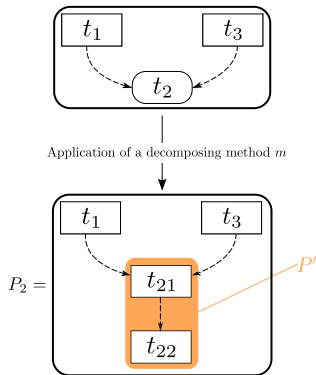 t₁ t₃
t₂
Application of a decomposing method m
t₁ t₃
P′
t₂₁
P₂ =
t₂₂